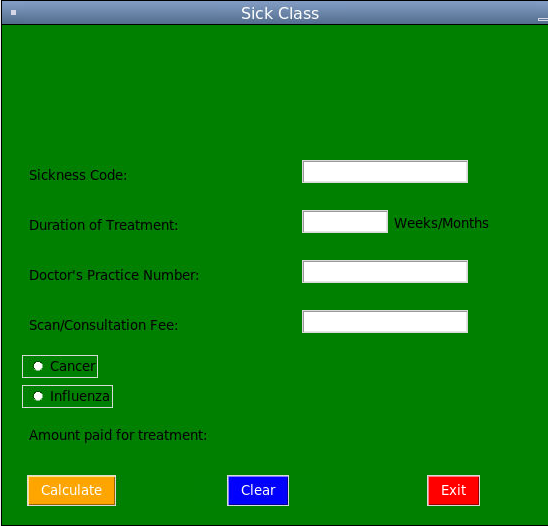 Sick Class
Sickness Code:
Duration of Treatment: Weeks/Months
Doctor's Practice Number:
Scan/Consultation Fee:
Cancer
Influenza
Amount paid for treatment:
Calculate Clear Exit